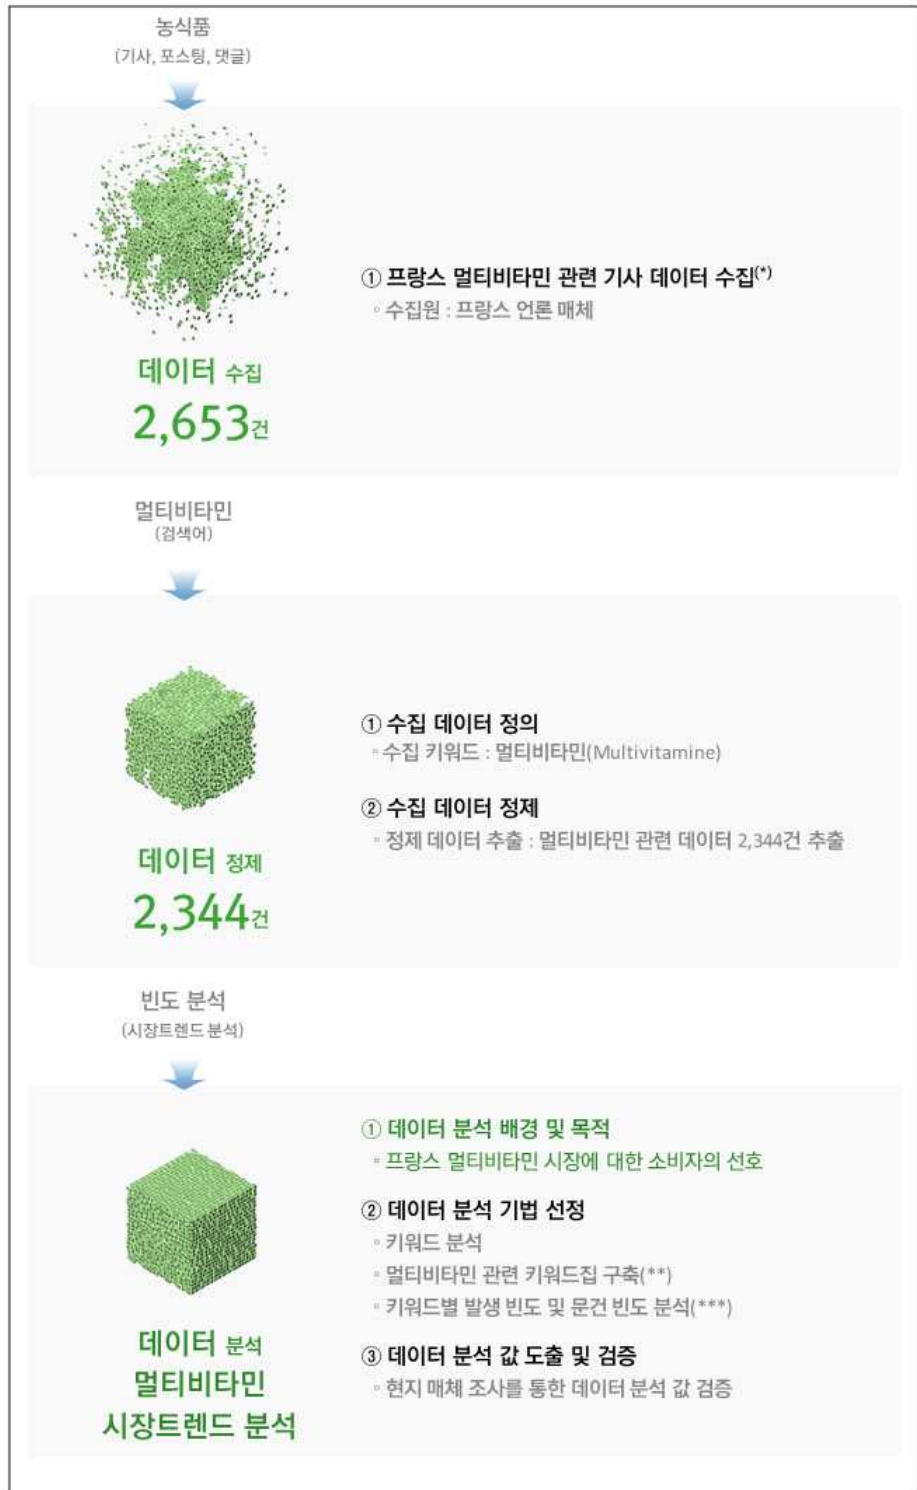 농식품
(기사, 포스팅, 댓글)
① 프랑스 멀티비타민 관련 기사 데이터 수집(*)
◦ 수집원 : 프랑스 언론 매체
데이터 수집
2,653건
멀티비타민
(검색어)
① 수집 데이터 정의
◦ 수집 키워드 : 멀티비타민(Multivitamine)
② 수집 데이터 정제
◦ 정제 데이터 추출 : 멀티비타민 관련 데이터 2,344건 추출
데이터 정제
2,344건
빈도 분석
(시장트렌드 분석)
① 데이터 분석 배경 및 목적
◦ 프랑스 멀티비타민 시장에 대한 소비자의 선호
② 데이터 분석 기법 선정
◦ 키워드 분석
◦ 멀티비타민 관련 키워드집 구축(**)
◦ 키워드별 발생 빈도 및 문건 빈도 분석(***)
③ 데이터 분석 값 도출 및 검증
◦ 현지 매체 조사를 통한 데이터 분석 값 검증
데이터 분석
멀티비타민
시장트렌드 분석